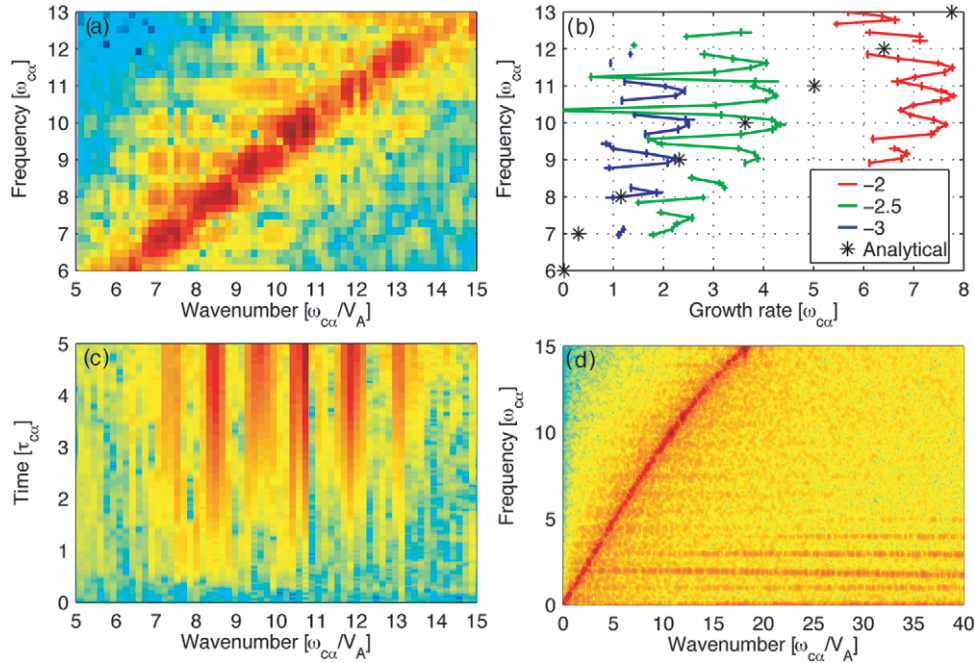 (a)
Frequency [ω_cα]
13
12
11
10
9
8
7
6
5 6 7 8 9 10 11 12 13 14 15
Wavenumber [ω_cα/V_A]
(b)
Frequency [ω_cα]
13
12
11
10
9
8
7
6
0 1 2 3 4 5 6 7 8
Growth rate [ω_cα]
−2
−2.5
−3
Analytical
(c)
Time [τ_cα]
5
4
3
2
1
0
5 6 7 8 9 10 11 12 13 14 15
Wavenumber [ω_cα/V_A]
(d)
Frequency [ω_cα]
15
10
5
0
0 5 10 15 20 25 30 35 40
Wavenumber [ω_cα/V_A]